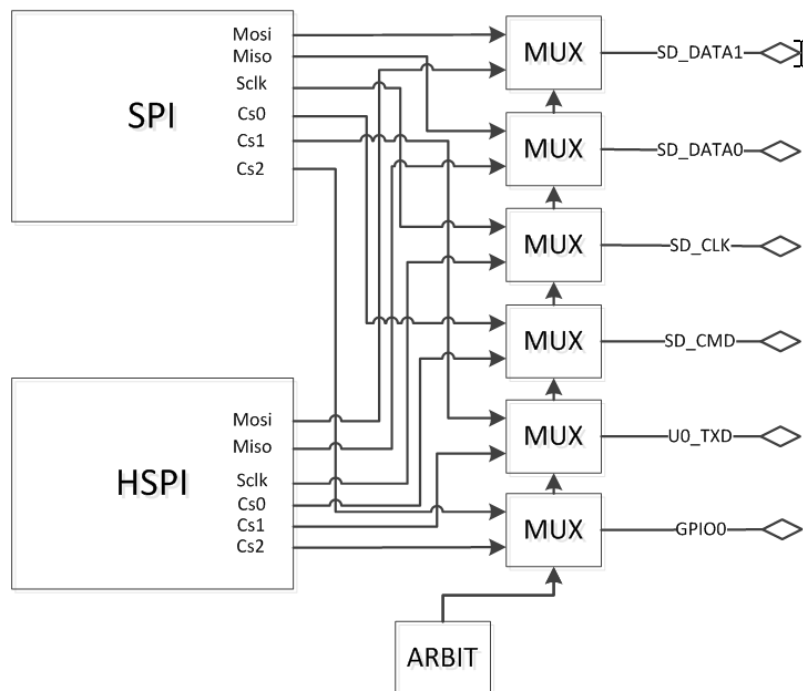 SPI
Mosi
Miso
Sclk
Cs0
Cs1
Cs2
HSPI
Mosi
Miso
Sclk
Cs0
Cs1
Cs2
MUX
MUX
MUX
MUX
MUX
MUX
SD_DATA1
SD_DATA0
SD_CLK
SD_CMD
U0_TXD
GPIO0
ARBIT